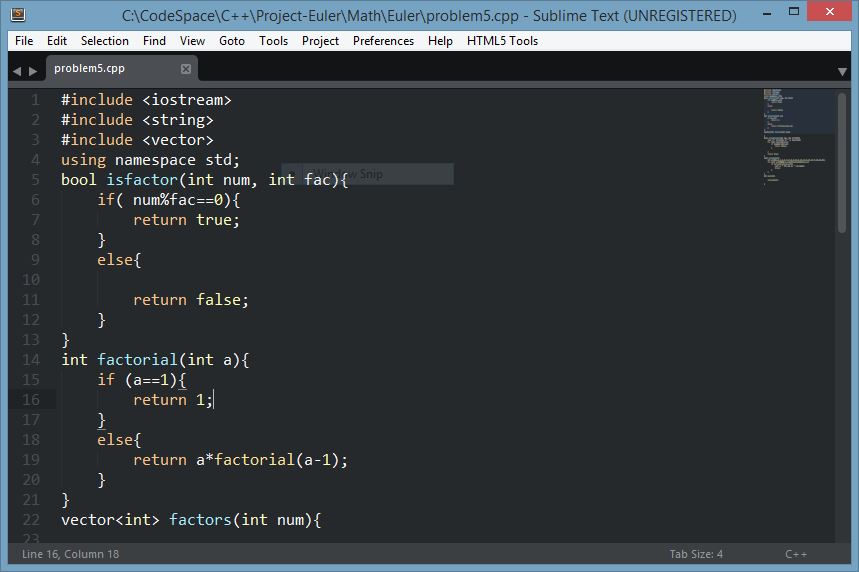 C:\CodeSpace\C++\Project-Euler\Math\Euler\problem5.cpp - Sublime Text (UNREGISTERED)
File Edit Selection Find View Goto Tools Project Preferences Help HTML5 Tools
problem5.cpp
1 #include <iostream>
2 #include <string>
3 #include <vector>
4 using namespace std;
5 bool isfactor(int num, int fac){
Snip
6 if( num%fac==0){
7 return true;
8 }
9 else{
10
11 return false;
12 }
13 }
14 int factorial(int a){
15 if (a==1){
16 return 1;
17 }
18 else{
19 return a*factorial(a-1);
20 }
21 }
22 vector<int> factors(int num){
23
Line 16, Column 18 Tab Size: 4 C++